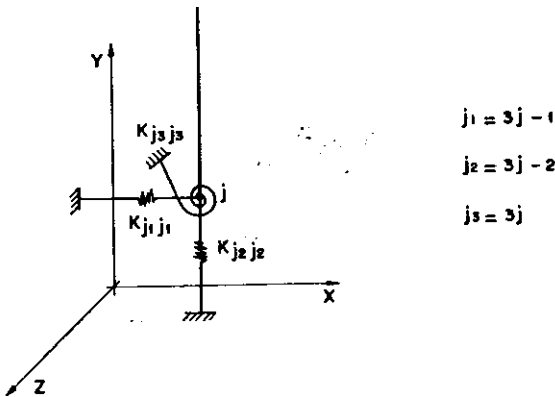 Y
K j3 j3
j
K j1 j1
K j2 j2
X
Z
j1 = 3j - 1
j2 = 3j - 2
j3 = 3j